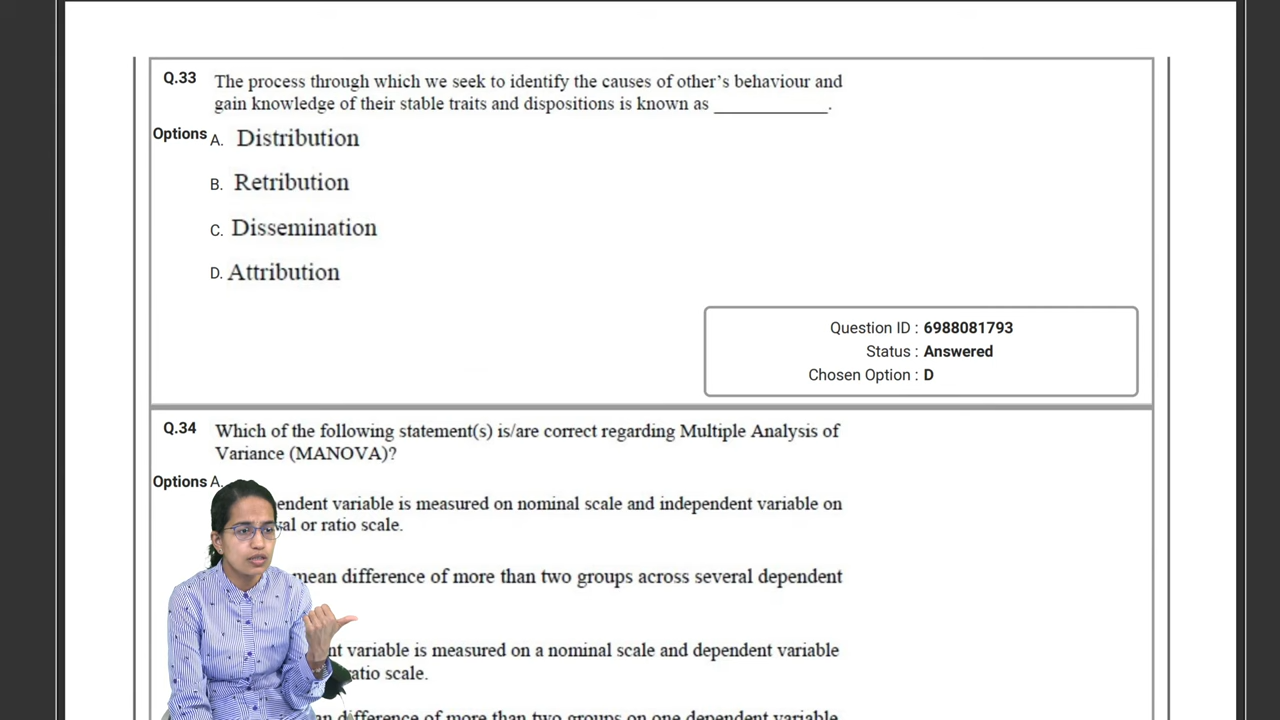 Q.33 The process through which we seek to identify the causes of other's behaviour and
gain knowledge of their stable traits and dispositions is known as ____________.
Options A. Distribution
B. Retribution
C. Dissemination
D. Attribution
Question ID : 6988081793
Status : Answered
Chosen Option : D
Q.34 Which of the following statement(s) is/are correct regarding Multiple Analysis of
Variance (MANOVA)?
Options A.
variable is measured on nominal scale and independent variable on
or ratio scale.
mean difference of more than two groups across several dependent
variable is measured on a nominal scale and dependent variable
ratio scale.
difference of more than two groups on one dependent variable